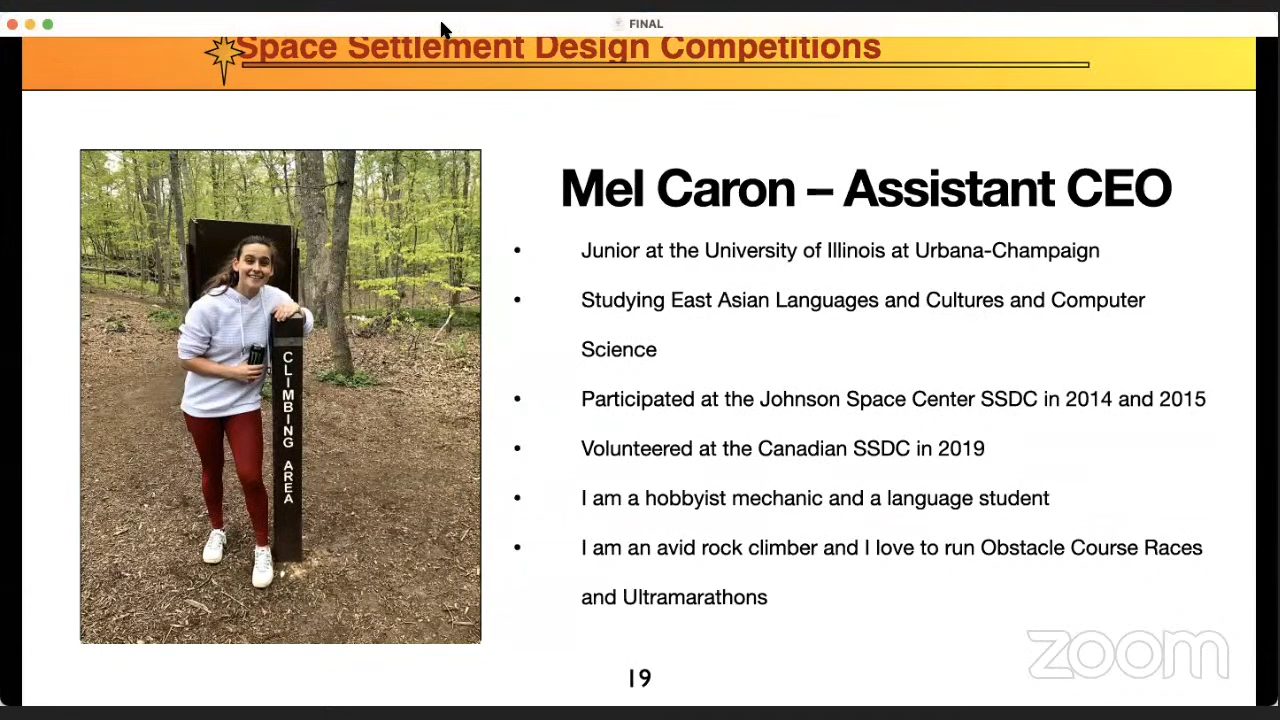 FINAL
Space Settlement Design Competitions
Mel Caron – Assistant CEO
• Junior at the University of Illinois at Urbana-Champaign
• Studying East Asian Languages and Cultures and Computer
Science
• Participated at the Johnson Space Center SSDC in 2014 and 2015
• Volunteered at the Canadian SSDC in 2019
• I am a hobbyist mechanic and a language student
• I am an avid rock climber and I love to run Obstacle Course Races
and Ultramarathons
CLIMBING AREA
19
zoom